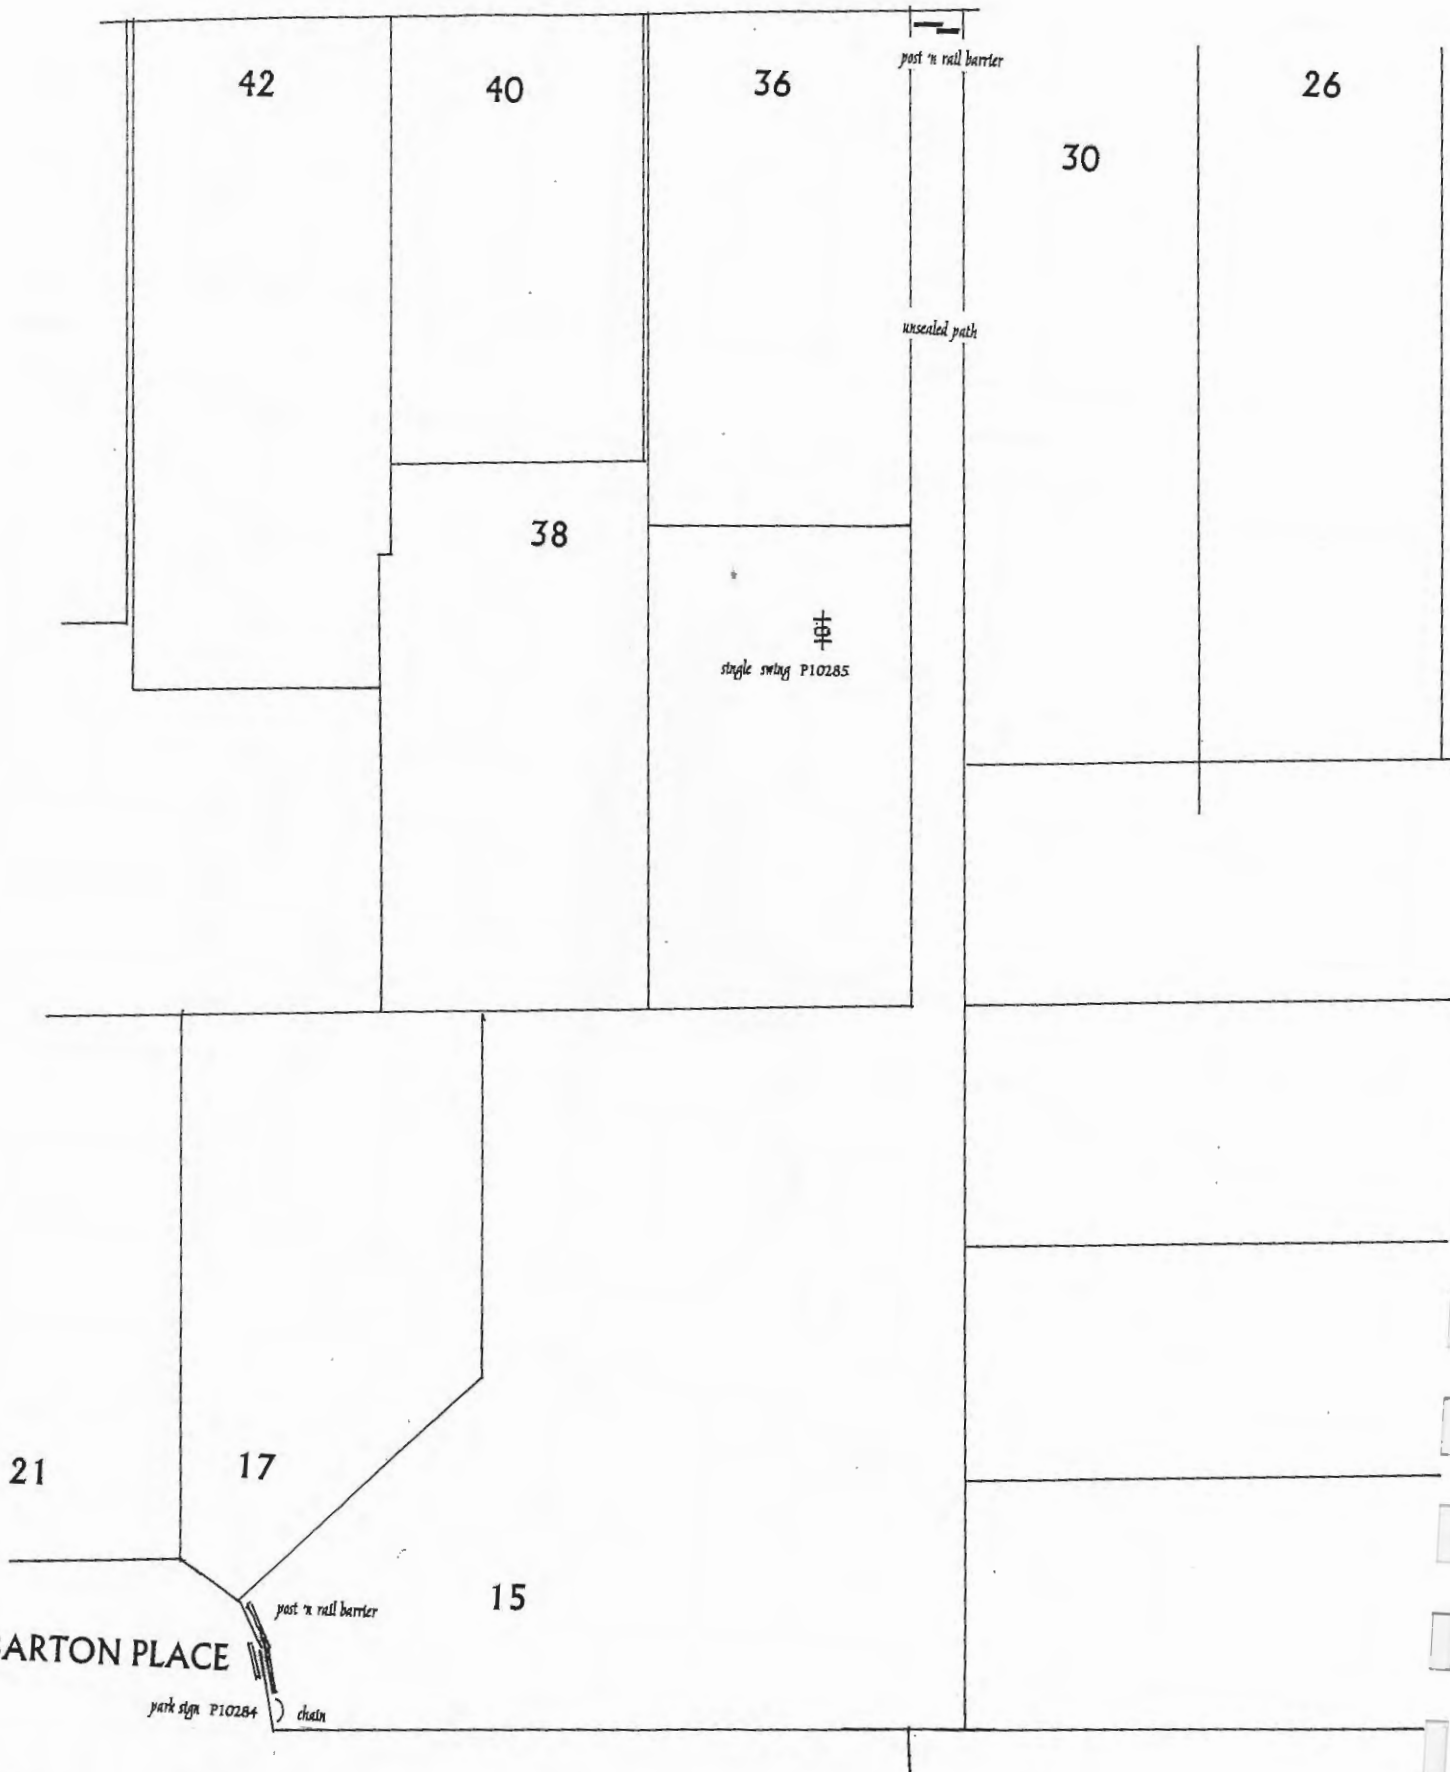 post 'n rail barrier
42
40
36
26
30
unsealed path
38
single swing P10285
21
17
15
post 'n rail barrier
ARTON PLACE
park sign P10284
chain